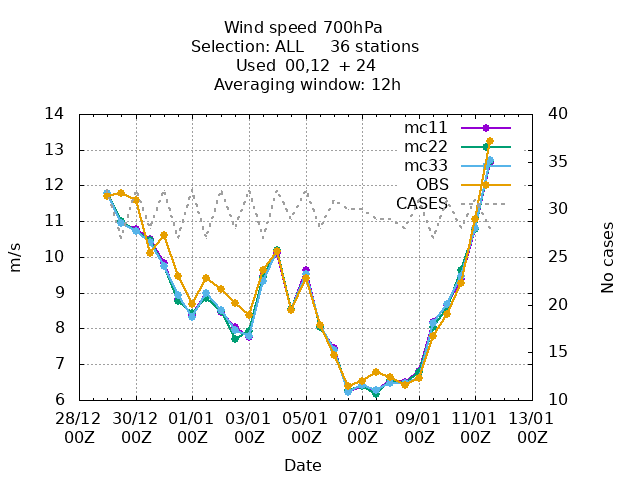 Wind speed 700hPa
Selection: ALL     36 stations
Used  00,12  + 24
Averaging window: 12h
14
13
12
11
10
9
8
7
6
m/s
40
35
30
25
20
15
10
No cases
mc11
mc22
mc33
OBS
CASES
28/12 30/12 01/01 03/01 05/01 07/01 09/01 11/01 13/01
00Z 00Z 00Z 00Z 00Z 00Z 00Z 00Z 00Z
Date